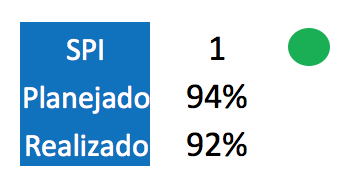 SPI 1
Planejado 94%
Realizado 92%